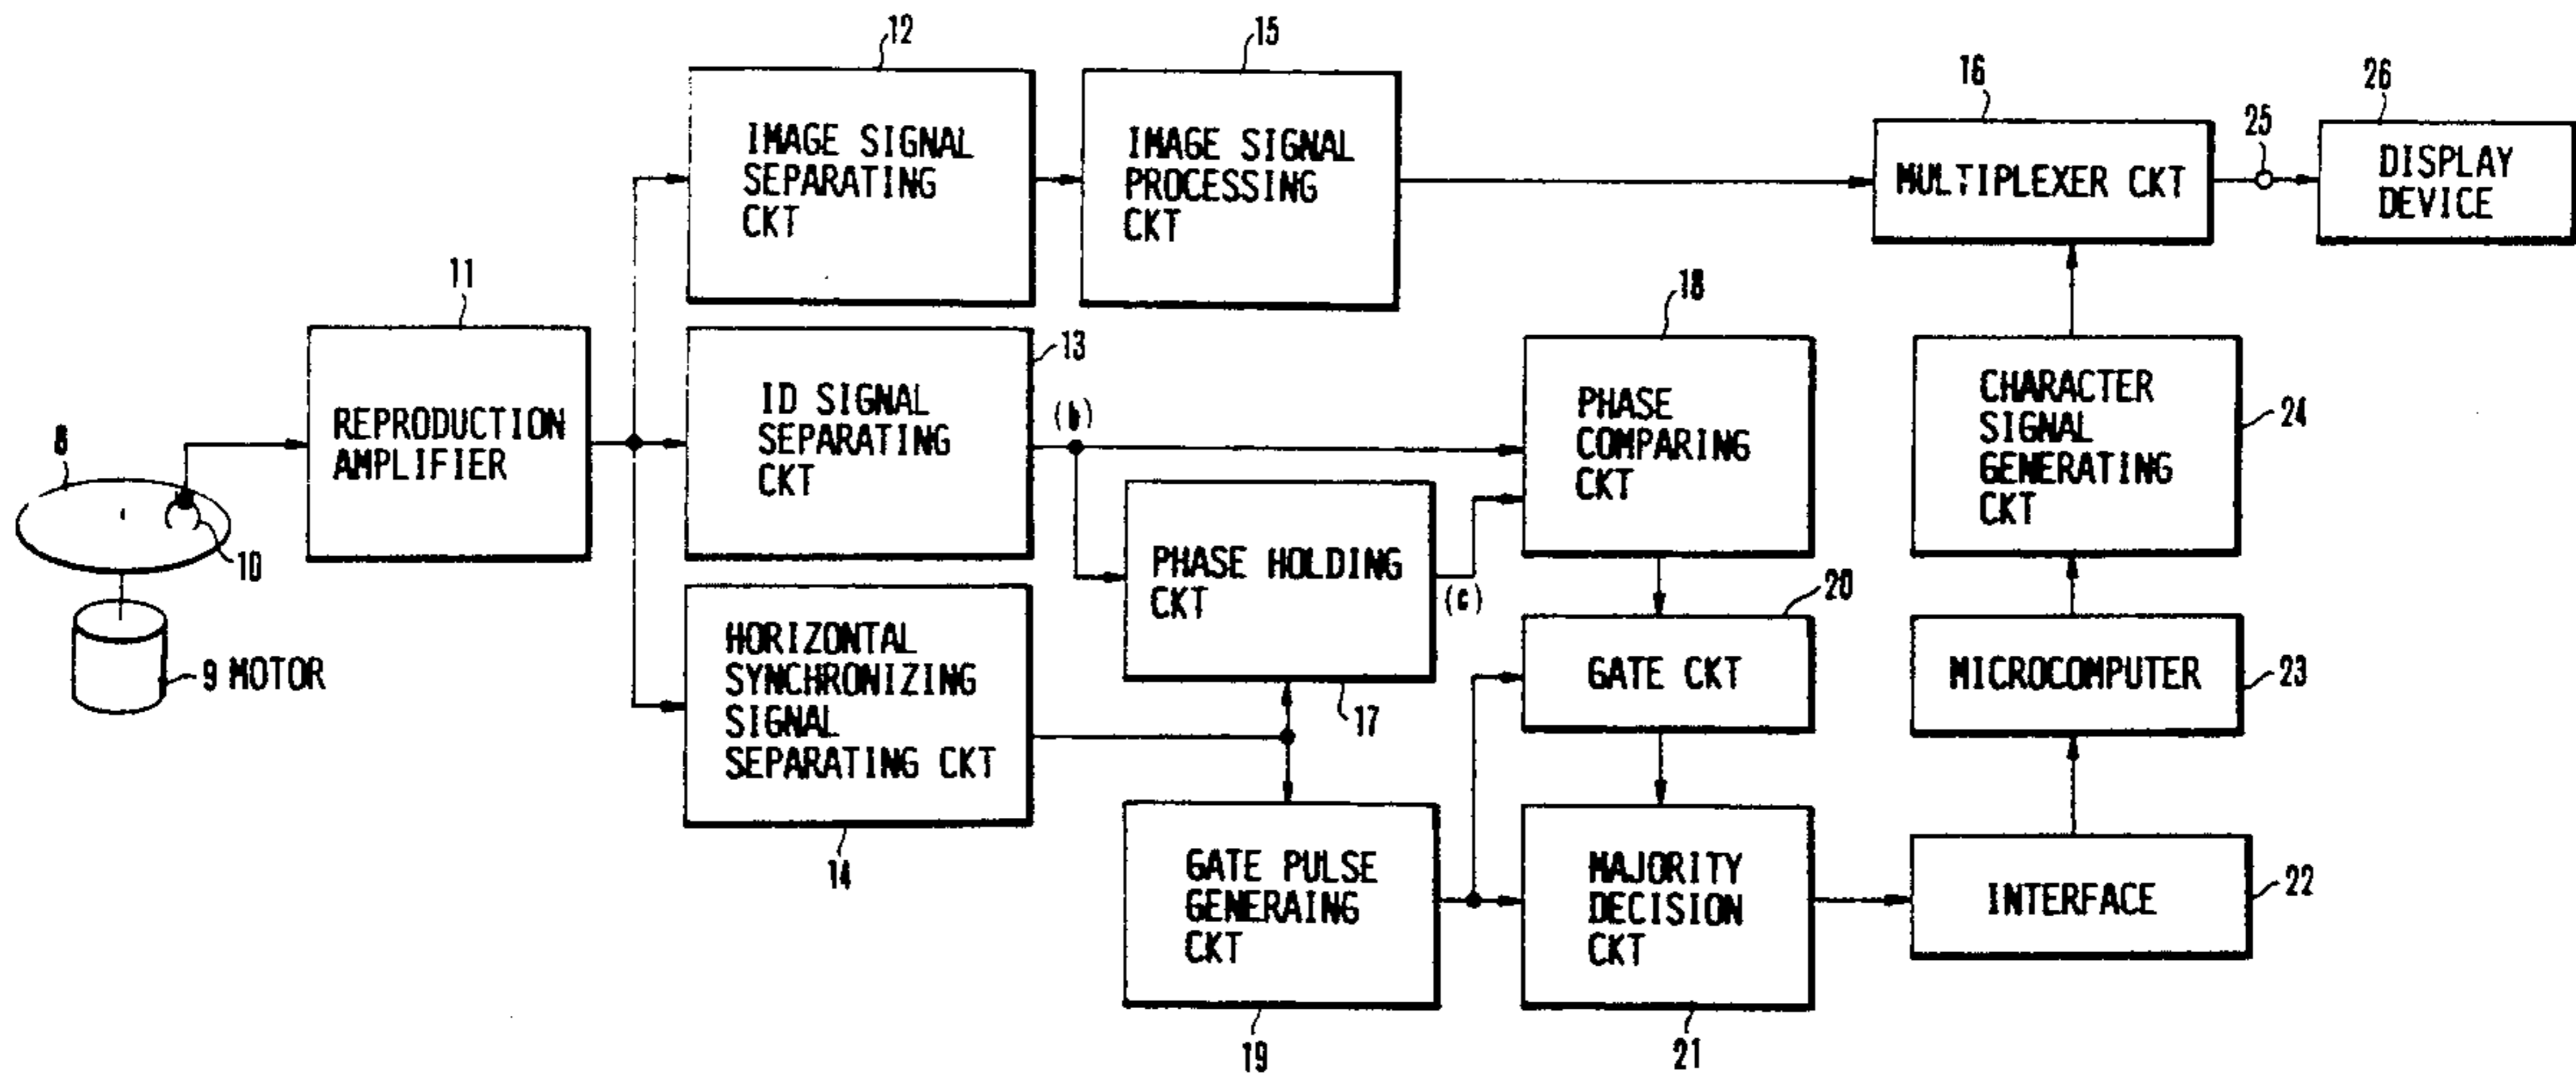 12
15
16
26
IMAGE SIGNAL
SEPARATING
CKT
IMAGE SIGNAL
PROCESSING
CKT
MULTIPLEXER CKT
25
DISPLAY
DEVICE
11
REPRODUCTION
AMPLIFIER
13
ID SIGNAL
SEPARATING
CKT
(b)
18
PHASE
COMPARING
CKT
CHARACTER
SIGNAL
GENERATING
CKT
24
8
10
9 MOTOR
PHASE HOLDING
CKT
(c)
17
20
GATE CKT
MICROCOMPUTER
23
HORIZONTAL
SYNCHRONIZING
SIGNAL
SEPARATING CKT
14
GATE PULSE
GENERAING
CKT
19
MAJORITY
DECISION
CKT
21
INTERFACE
22